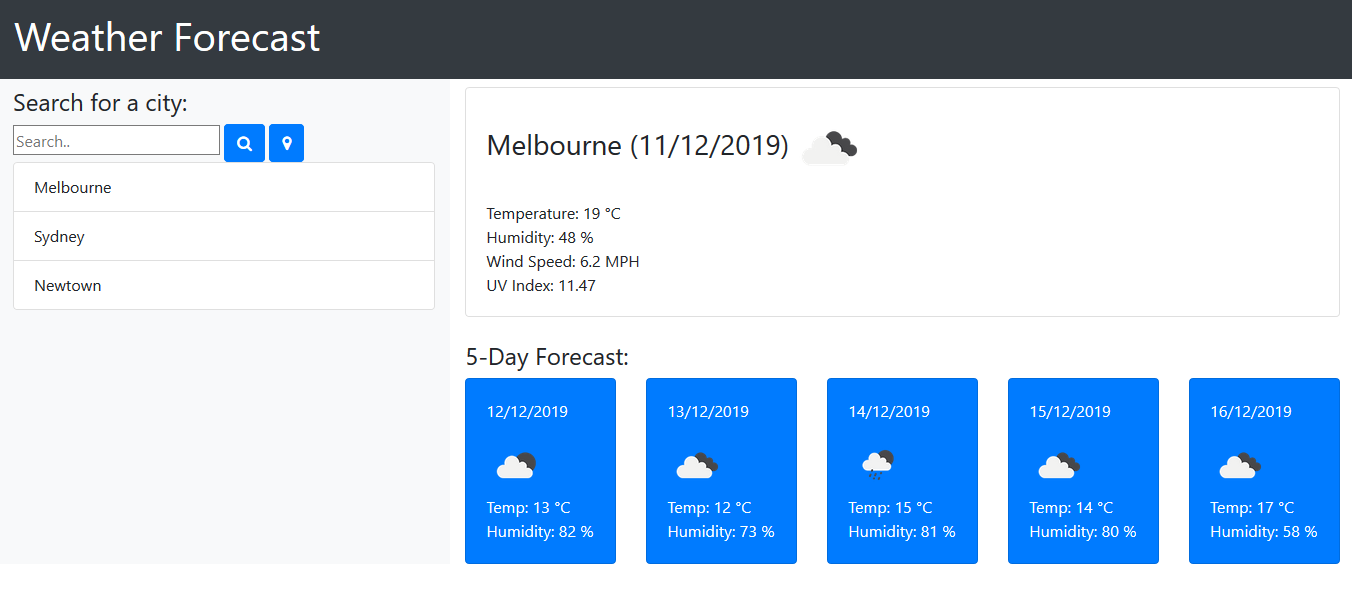 Weather Forecast
Search for a city:
Search..
Melbourne
Sydney
Newtown
Melbourne (11/12/2019)
Temperature: 19 °C
Humidity: 48 %
Wind Speed: 6.2 MPH
UV Index: 11.47
5-Day Forecast:
12/12/2019
Temp: 13 °C
Humidity: 82 %
13/12/2019
Temp: 12 °C
Humidity: 73 %
14/12/2019
Temp: 15 °C
Humidity: 81 %
15/12/2019
Temp: 14 °C
Humidity: 80 %
16/12/2019
Temp: 17 °C
Humidity: 58 %